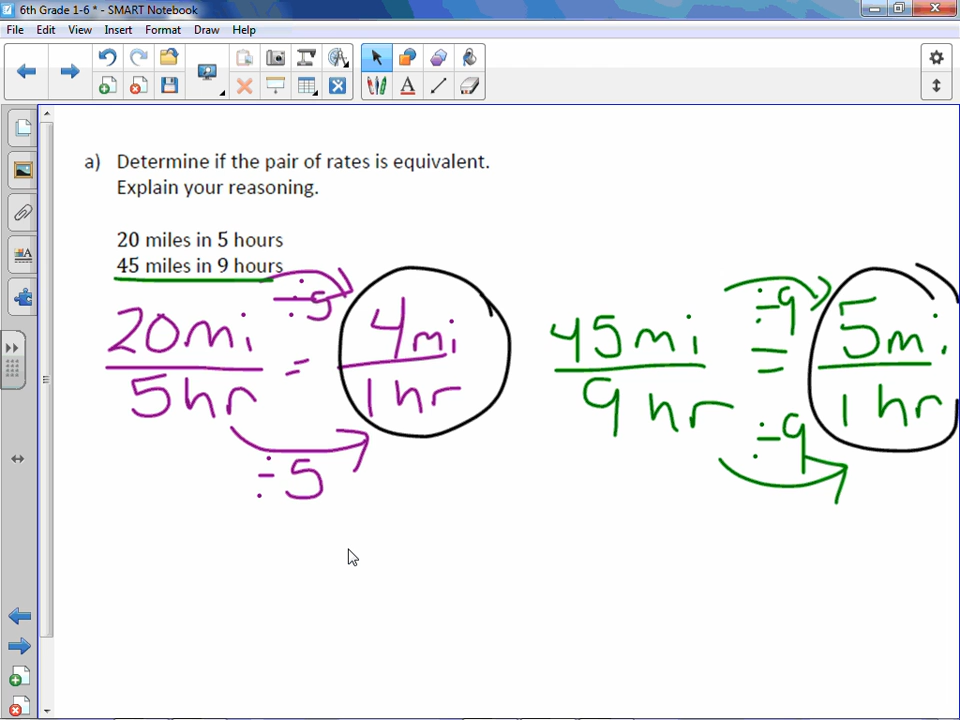 6th Grade 1-6 * - SMART Notebook
File Edit View Insert Format Draw Help
a) Determine if the pair of rates is equivalent.
Explain your reasoning.
20 miles in 5 hours
45 miles in 9 hours
÷5 ÷9
20mi = 4mi 45mi = 5mi
5hr 1hr 9hr 1hr
÷5 ÷9